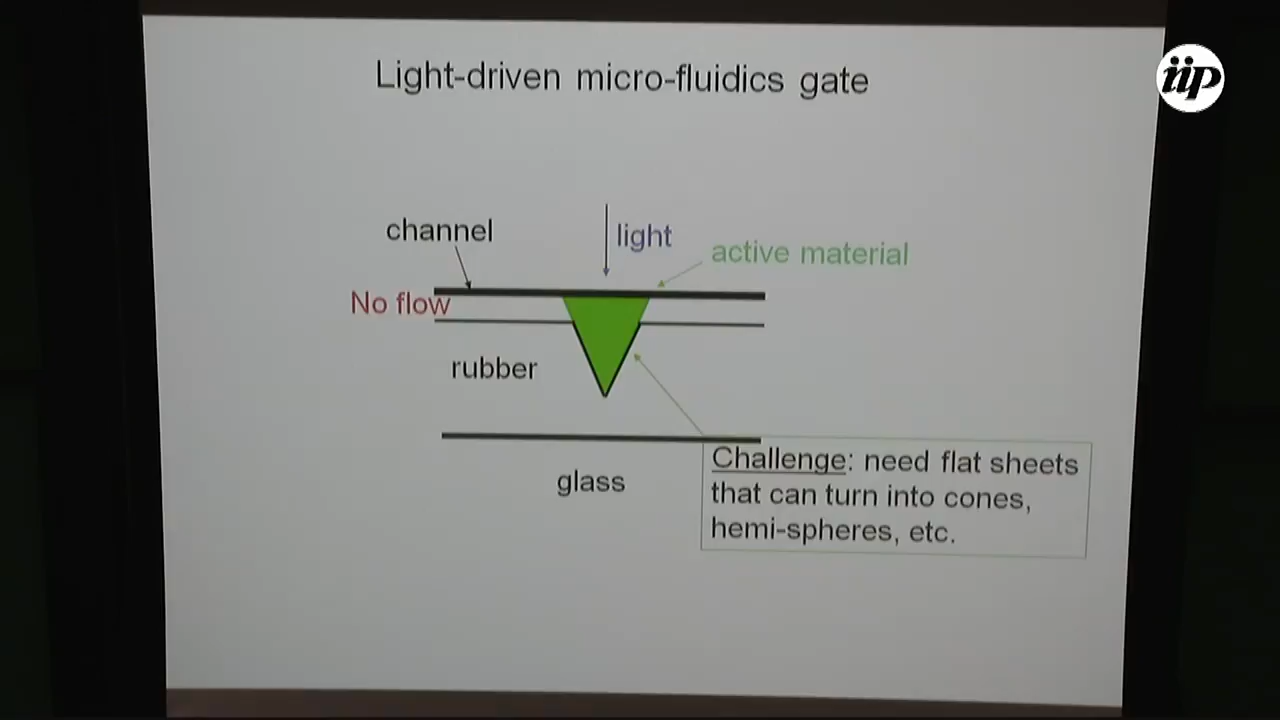 Light-driven micro-fluidics gate
iip
channel
light
active material
No flow
rubber
Challenge: need flat sheets
that can turn into cones,
hemi-spheres, etc.
glass